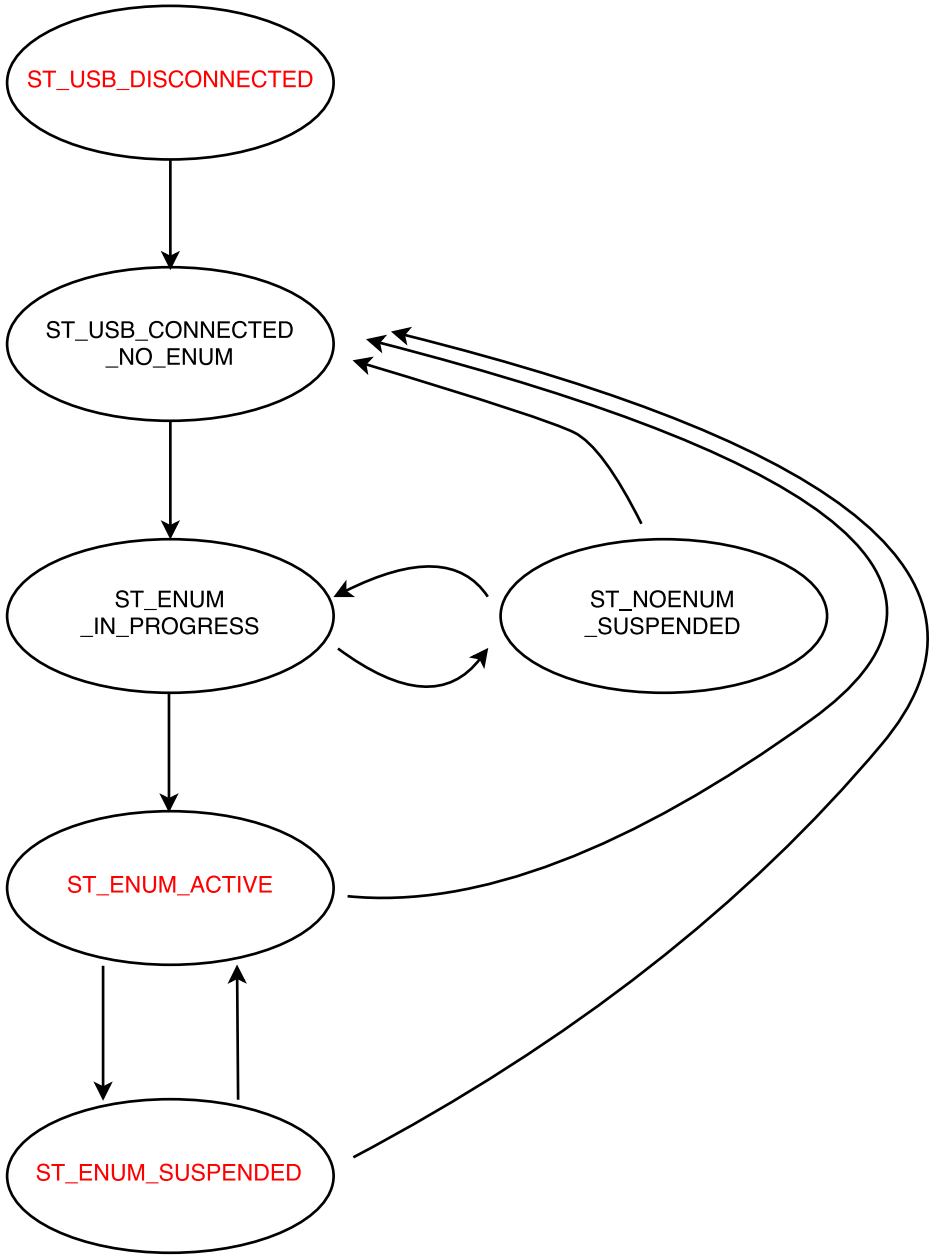 ST_USB_DISCONNECTED
ST_USB_CONNECTED
_NO_ENUM
ST_ENUM
_IN_PROGRESS
ST_NOENUM
_SUSPENDED
ST_ENUM_ACTIVE
ST_ENUM_SUSPENDED